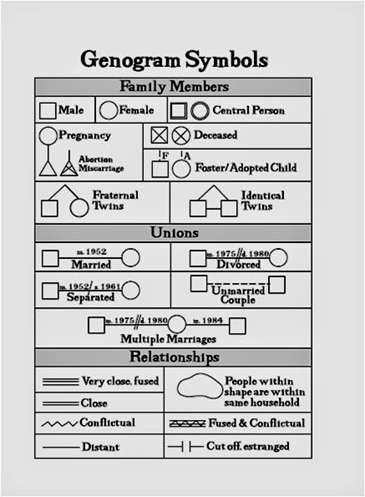 Genogram Symbols
Family Members
Male
Female
Central Person
Pregnancy
Abortion
Miscarriage
Deceased
F A
Foster/Adopted Child
Fraternal
Twins
Identical
Twins
Unions
m. 1952
Married
m. 1975// d. 1980
Divorced
m. 1952/ s. 1961
Separated
Unmarried
Couple
m. 1975// d. 1980 m. 1984
Multiple Marriages
Relationships
Very close, fused
Close
People within
shape are within
same household
Conflictual
Fused & Conflictual
Distant
Cut off, estranged